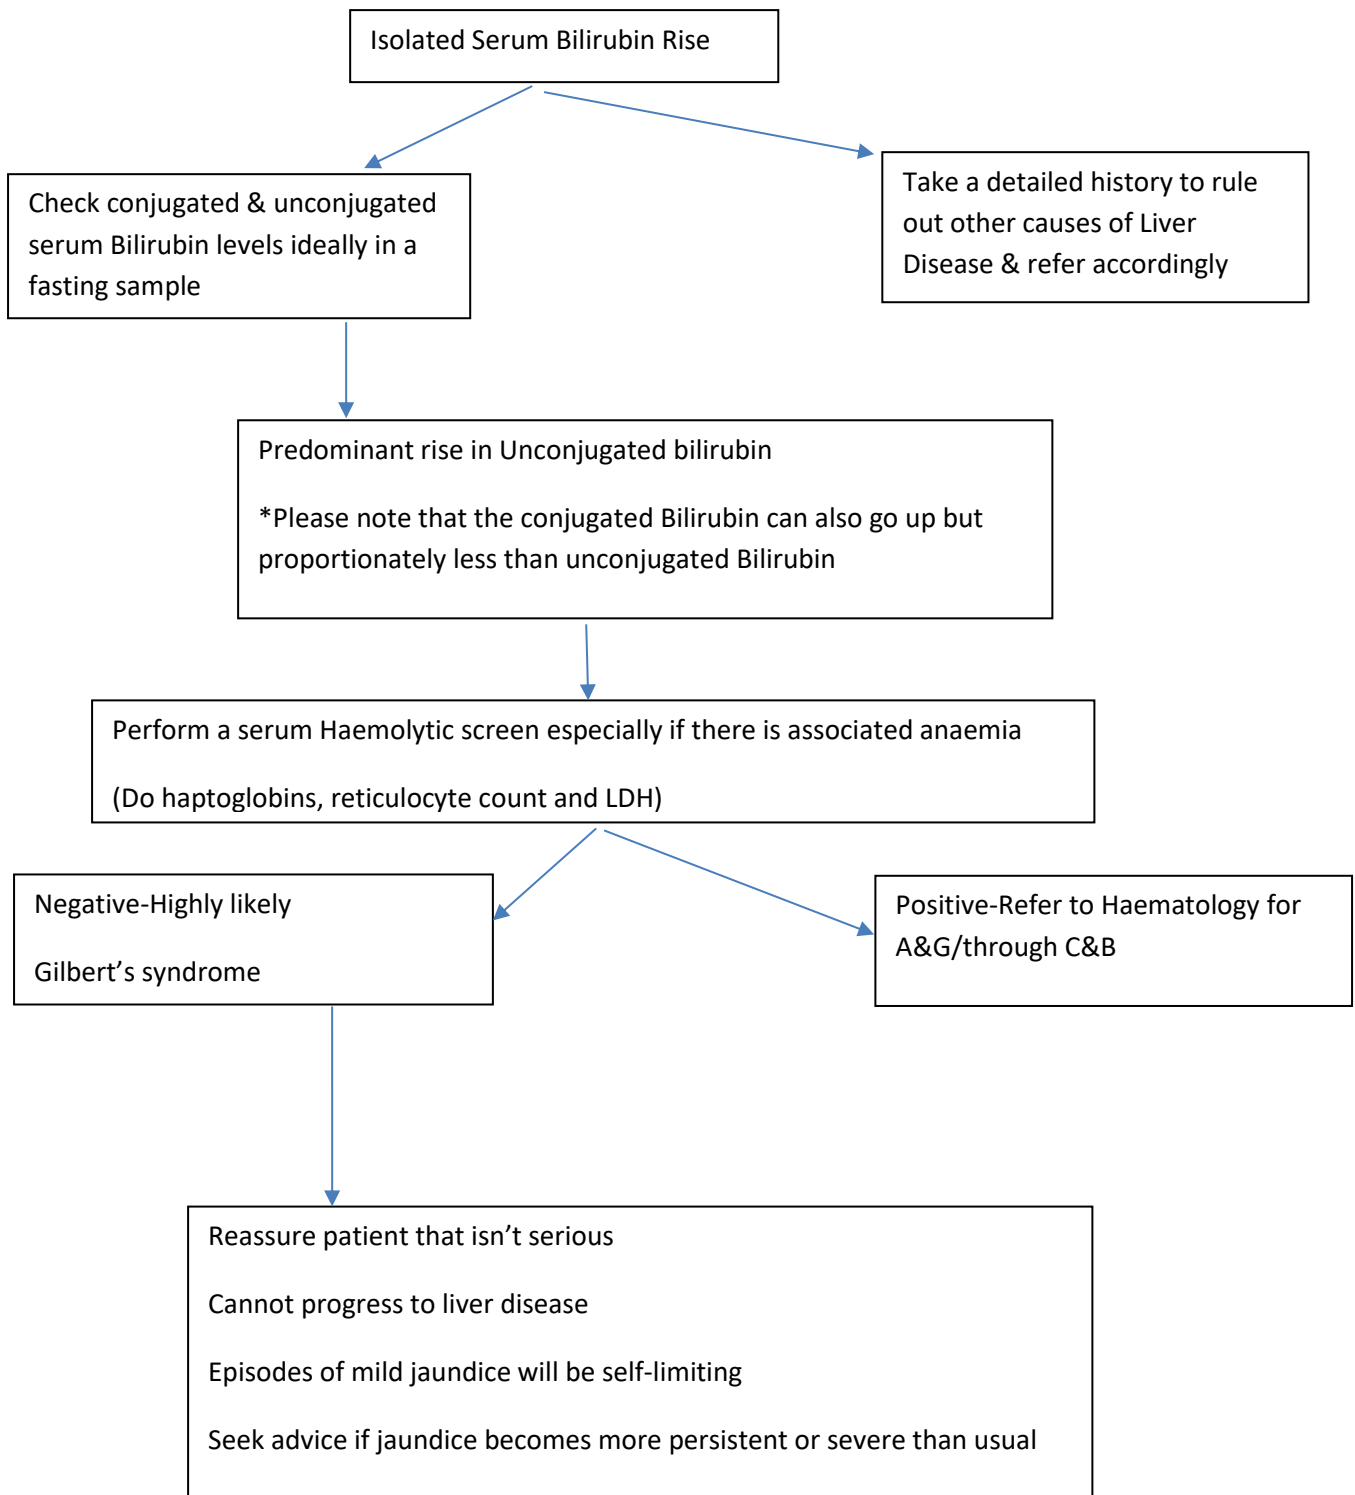 Isolated Serum Bilirubin Rise
Check conjugated & unconjugated
serum Bilirubin levels ideally in a
fasting sample
Take a detailed history to rule
out other causes of Liver
Disease & refer accordingly
Predominant rise in Unconjugated bilirubin
*Please note that the conjugated Bilirubin can also go up but
proportionately less than unconjugated Bilirubin
Perform a serum Haemolytic screen especially if there is associated anaemia
(Do haptoglobins, reticulocyte count and LDH)
Negative-Highly likely
Gilbert’s syndrome
Positive-Refer to Haematology for
A&G/through C&B
Reassure patient that isn’t serious
Cannot progress to liver disease
Episodes of mild jaundice will be self-limiting
Seek advice if jaundice becomes more persistent or severe than usual